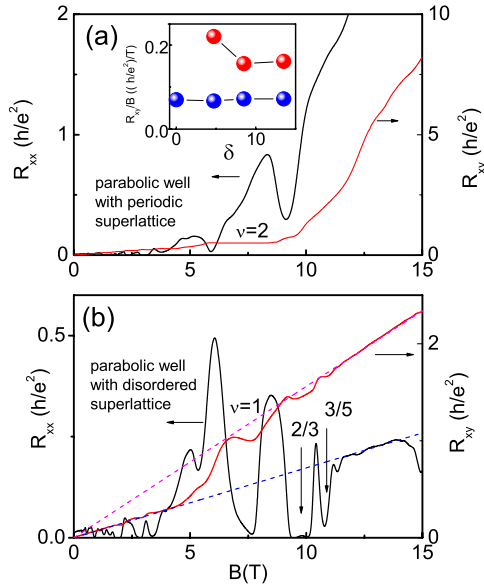 (a)
2
1
0
R_xx (h/e²)
10
5
0
R_xy (h/e²)
0.2
0.0
R_xy/B ((h/e²)/T)
0 10
δ
parabolic well
with periodic
superlattice
ν=2
0 5 10 15
(b)
0.5
0.0
R_xx (h/e²)
2
0
R_xy (h/e²)
parabolic well
with disordered
superlattice
ν=1
2/3
3/5
0 5 10 15
B(T)